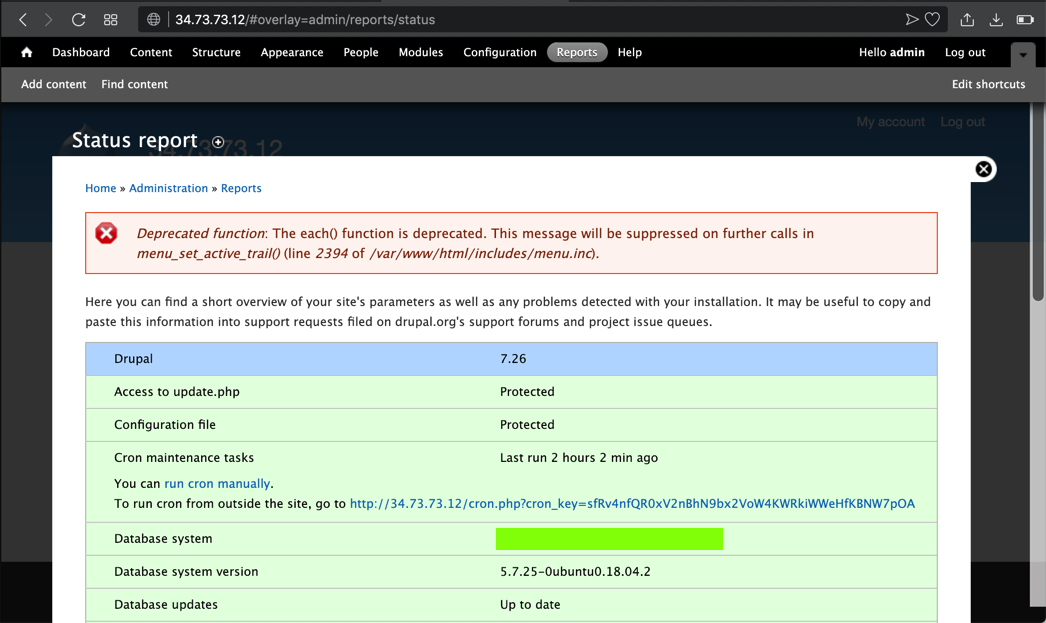 34.73.73.12/#overlay=admin/reports/status
Dashboard Content Structure Appearance People Modules Configuration Reports Help Hello admin Log out
Add content Find content Edit shortcuts
My account Log out
Status report
34.73.73.12
Home » Administration » Reports
Deprecated function: The each() function is deprecated. This message will be suppressed on further calls in
menu_set_active_trail() (line 2394 of /var/www/html/includes/menu.inc).
Here you can find a short overview of your site's parameters as well as any problems detected with your installation. It may be useful to copy and
paste this information into support requests filed on drupal.org's support forums and project issue queues.
Drupal 7.26
Access to update.php Protected
Configuration file Protected
Cron maintenance tasks Last run 2 hours 2 min ago
You can run cron manually.
To run cron from outside the site, go to http://34.73.73.12/cron.php?cron_key=sfRv4nfQR0xV2nBhN9bx2VoW4KWRkiWWeHfKBNW7pOA
Database system
Database system version 5.7.25-0ubuntu0.18.04.2
Database updates Up to date